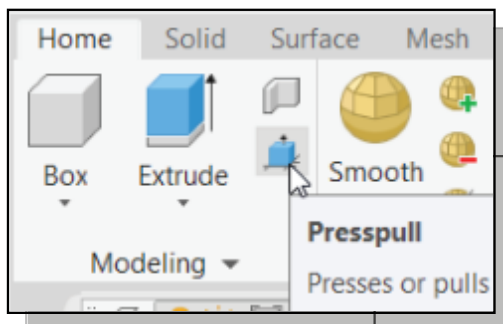 Home Solid Surface Mesh
Box Extrude Smooth
Presspull
Modeling
Presses or pulls